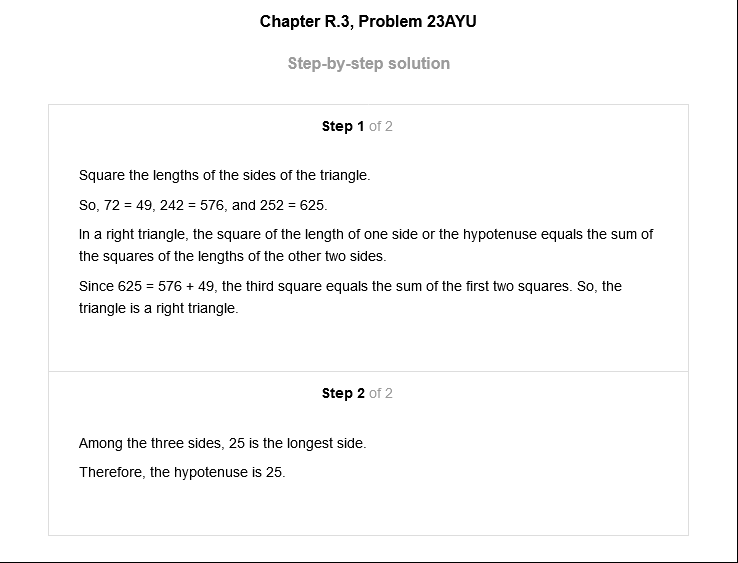 Chapter R.3, Problem 23AYU
Step-by-step solution
Step 1 of 2
Square the lengths of the sides of the triangle.
So, 72 = 49, 242 = 576, and 252 = 625.
In a right triangle, the square of the length of one side or the hypotenuse equals the sum of
the squares of the lengths of the other two sides.
Since 625 = 576 + 49, the third square equals the sum of the first two squares. So, the
triangle is a right triangle.
Step 2 of 2
Among the three sides, 25 is the longest side.
Therefore, the hypotenuse is 25.